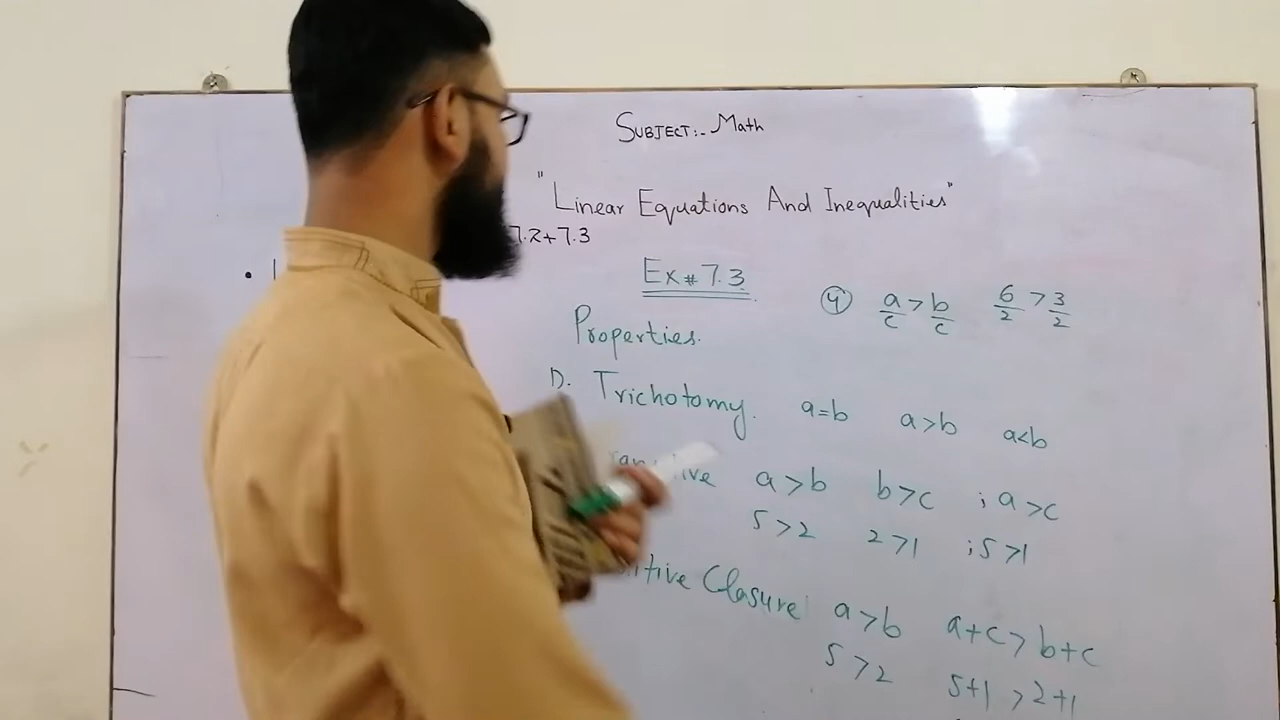 SUBJECT:- Math
"Linear Equations And Inequalities"
7.2+7.3
Ex # 7.3
Properties.
④ a/c > b/c 6/2 > 3/2
1). Trichotomy. a=b a>b a<b
a>b b>c ; a>c
5>2 2>1 ; 5>1
Closure a>b a+c>b+c
5>2 5+1>2+1